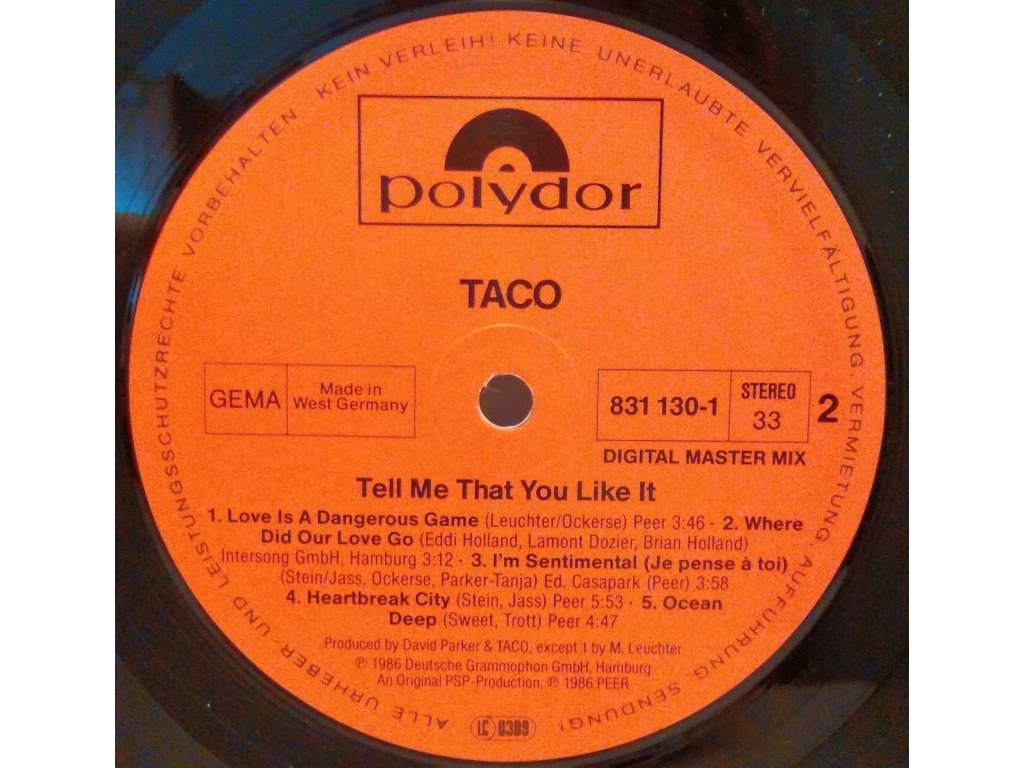 ALLE URHEBER- UND LEISTUNGSSCHUTZRECHTE VORBEHALTEN KEIN VERLEIH! KEINE UNERLAUBTE VERVIELFÄLTIGUNG, VERMIETUNG, AUFFÜHRUNG, SENDUNG!
polydor
TACO
GEMA
Made in
West Germany
831 130-1
STEREO
33
2
DIGITAL MASTER MIX
Tell Me That You Like It
1. Love Is A Dangerous Game (Leuchter/Ockerse) Peer 3:46 · 2. Where
Did Our Love Go (Eddi Holland, Lamont Dozier, Brian Holland)
Intersong GmbH, Hamburg 3:12 · 3. I'm Sentimental (Je pense à toi)
(Stein/Jass, Ockerse, Parker-Tanja) Ed. Casapark (Peer) 3:58
4. Heartbreak City (Stein, Jass) Peer 5:53 · 5. Ocean
Deep (Sweet, Trott) Peer 4:47
Produced by David Parker & TACO, except 1 by M. Leuchter
℗ 1986 Deutsche Grammophon GmbH, Hamburg
An Original PSP-Production, ℗ 1986 PEER
LC 0309